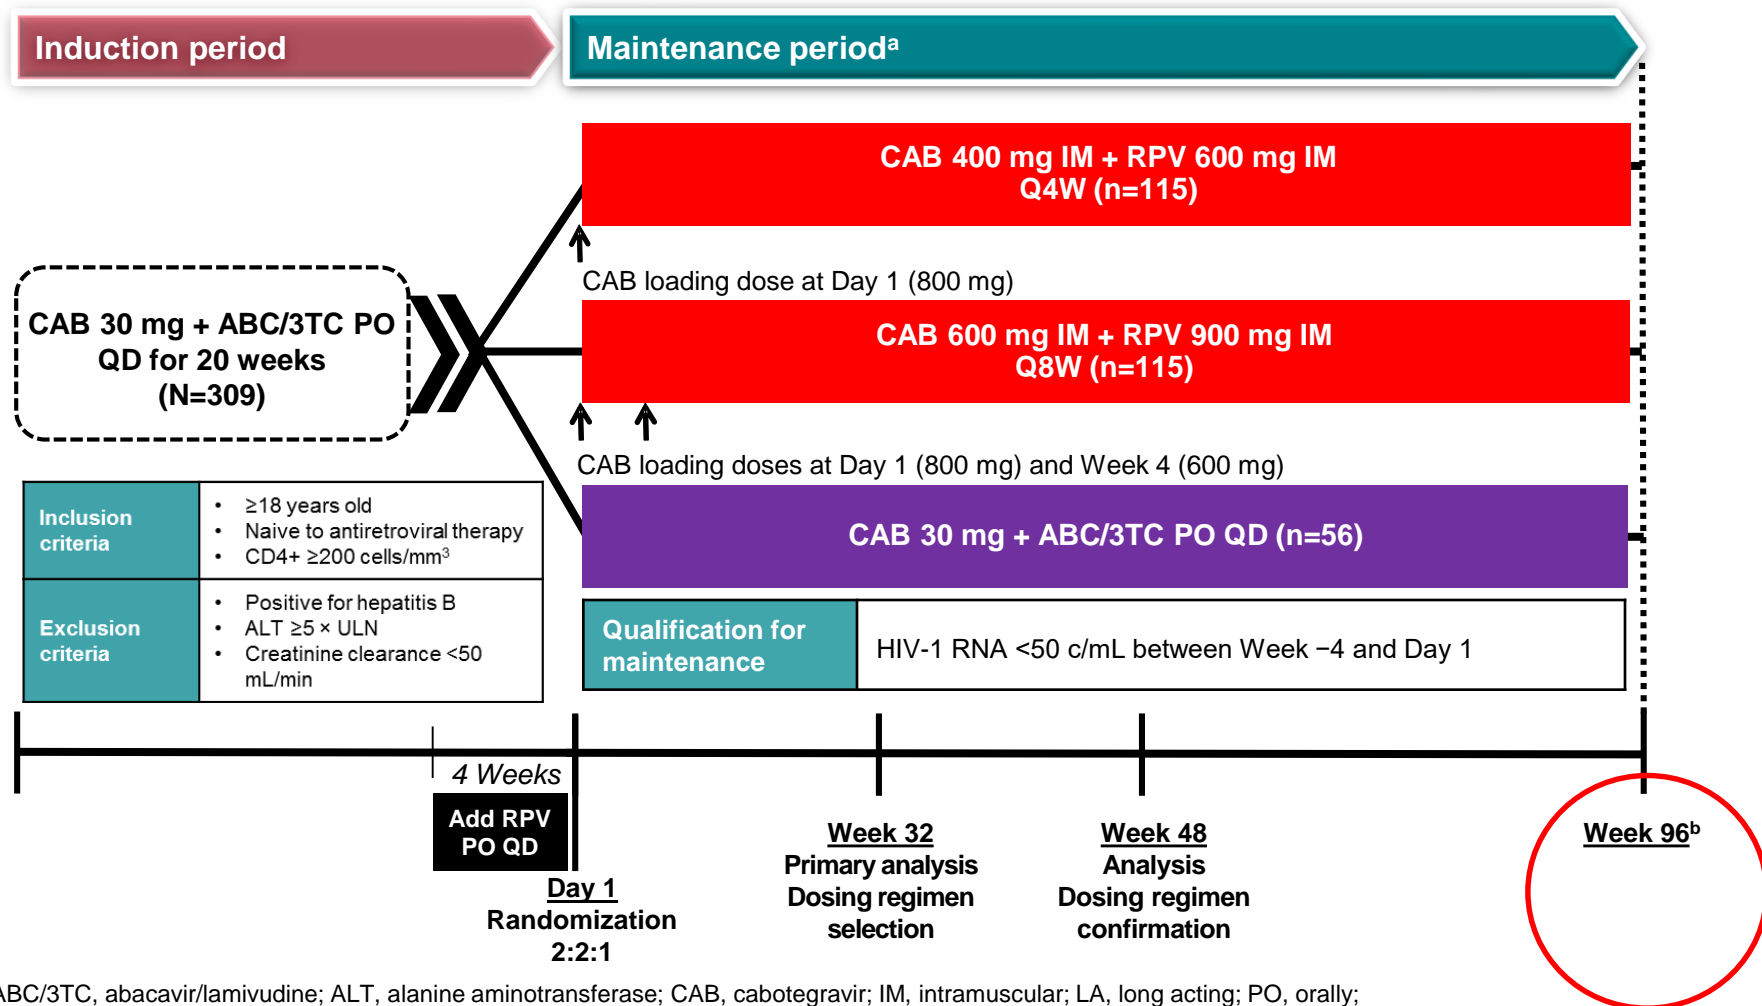 Induction period
Maintenance periodᵃ
CAB 400 mg IM + RPV 600 mg IM
Q4W (n=115)
CAB loading dose at Day 1 (800 mg)
CAB 30 mg + ABC/3TC PO
QD for 20 weeks
(N=309)
CAB 600 mg IM + RPV 900 mg IM
Q8W (n=115)
CAB loading doses at Day 1 (800 mg) and Week 4 (600 mg)
CAB 30 mg + ABC/3TC PO QD (n=56)
Inclusion
criteria
• ≥18 years old
• Naive to antiretroviral therapy
• CD4+ ≥200 cells/mm³
Exclusion
criteria
• Positive for hepatitis B
• ALT ≥5 × ULN
• Creatinine clearance <50
mL/min
Qualification for
maintenance
HIV-1 RNA <50 c/mL between Week −4 and Day 1
4 Weeks
Add RPV
PO QD
Day 1
Randomization
2:2:1
Week 32
Primary analysis
Dosing regimen
selection
Week 48
Analysis
Dosing regimen
confirmation
Week 96ᵇ
ABC/3TC, abacavir/lamivudine; ALT, alanine aminotransferase; CAB, cabotegravir; IM, intramuscular; LA, long acting; PO, orally;